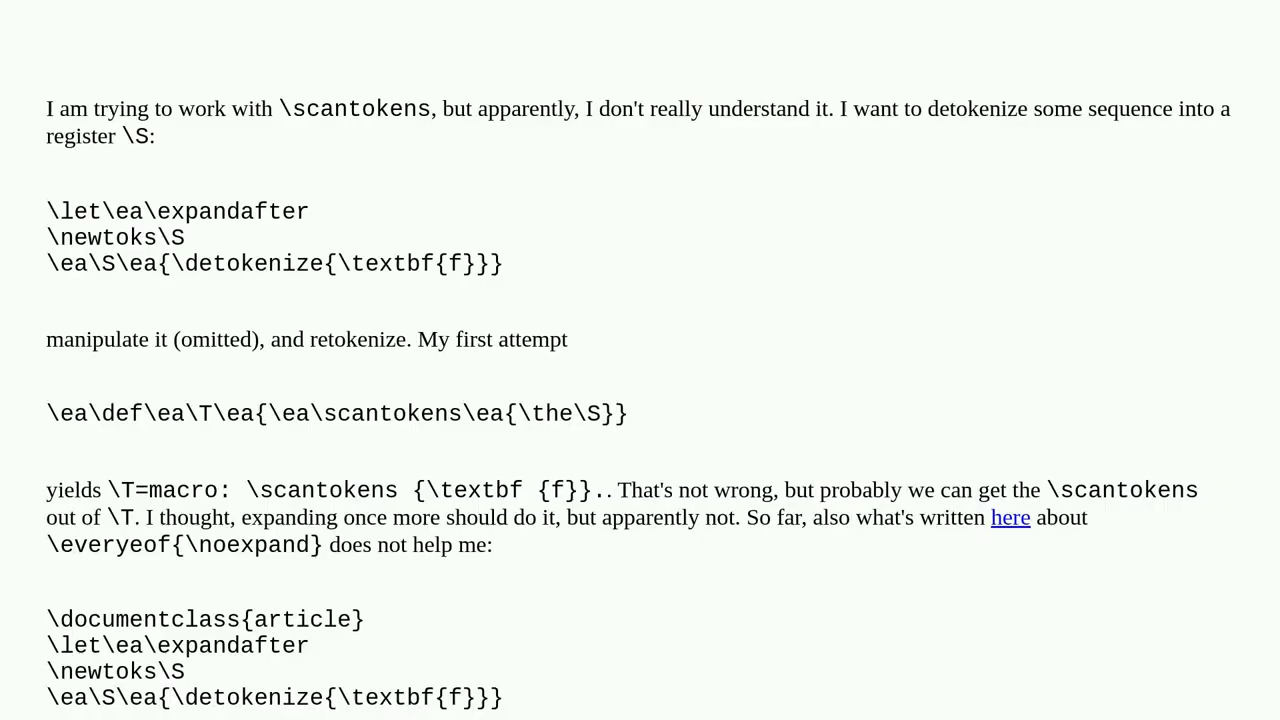 I am trying to work with \scantokens, but apparently, I don't really understand it. I want to detokenize some sequence into a
register \S:
\let\ea\expandafter
\newtoks\S
\ea\S\ea{\detokenize{\textbf{f}}}
manipulate it (omitted), and retokenize. My first attempt
\ea\def\ea\T\ea{\ea\scantokens\ea{\the\S}}
yields \T=macro: \scantokens {\textbf {f}}.. That's not wrong, but probably we can get the \scantokens
out of \T. I thought, expanding once more should do it, but apparently not. So far, also what's written here about
\everyeof{\noexpand} does not help me:
\documentclass{article}
\let\ea\expandafter
\newtoks\S
\ea\S\ea{\detokenize{\textbf{f}}}